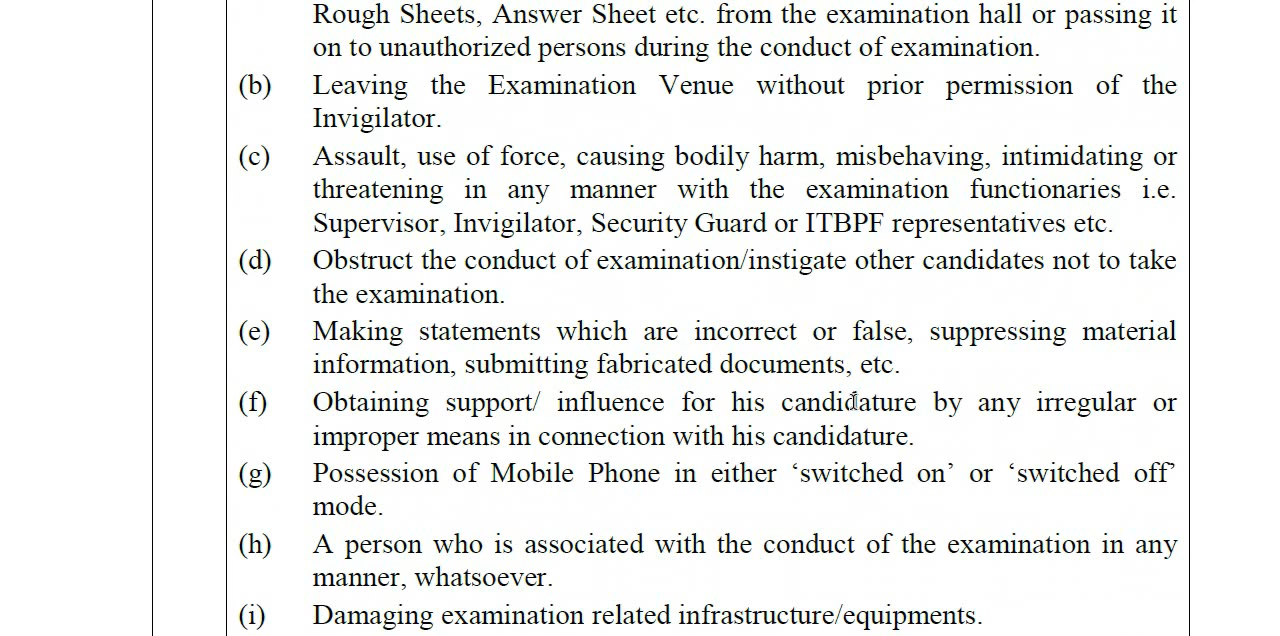 Rough Sheets, Answer Sheet etc. from the examination hall or passing it
on to unauthorized persons during the conduct of examination.
(b) Leaving the Examination Venue without prior permission of the
Invigilator.
(c) Assault, use of force, causing bodily harm, misbehaving, intimidating or
threatening in any manner with the examination functionaries i.e.
Supervisor, Invigilator, Security Guard or ITBPF representatives etc.
(d) Obstruct the conduct of examination/instigate other candidates not to take
the examination.
(e) Making statements which are incorrect or false, suppressing material
information, submitting fabricated documents, etc.
(f) Obtaining support/ influence for his candidature by any irregular or
improper means in connection with his candidature.
(g) Possession of Mobile Phone in either ‘switched on’ or ‘switched off’
mode.
(h) A person who is associated with the conduct of the examination in any
manner, whatsoever.
(i) Damaging examination related infrastructure/equipments.